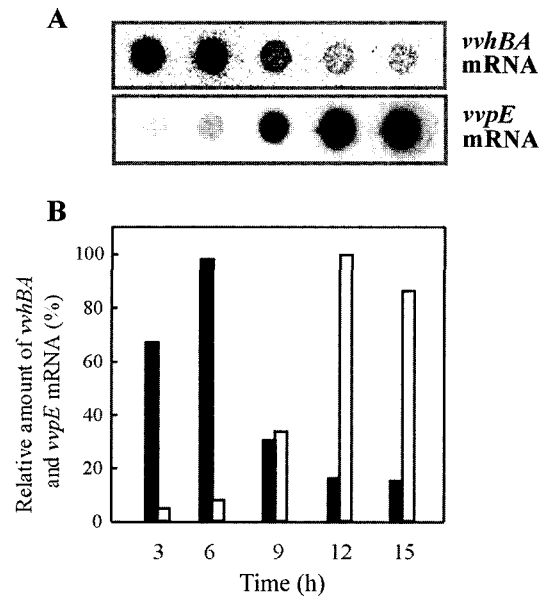 A
vvhBA
mRNA
vvpE
mRNA
B
Relative amount of vvhBA
and vvpE mRNA (%)
100
80
60
40
20
0
3 6 9 12 15
Time (h)